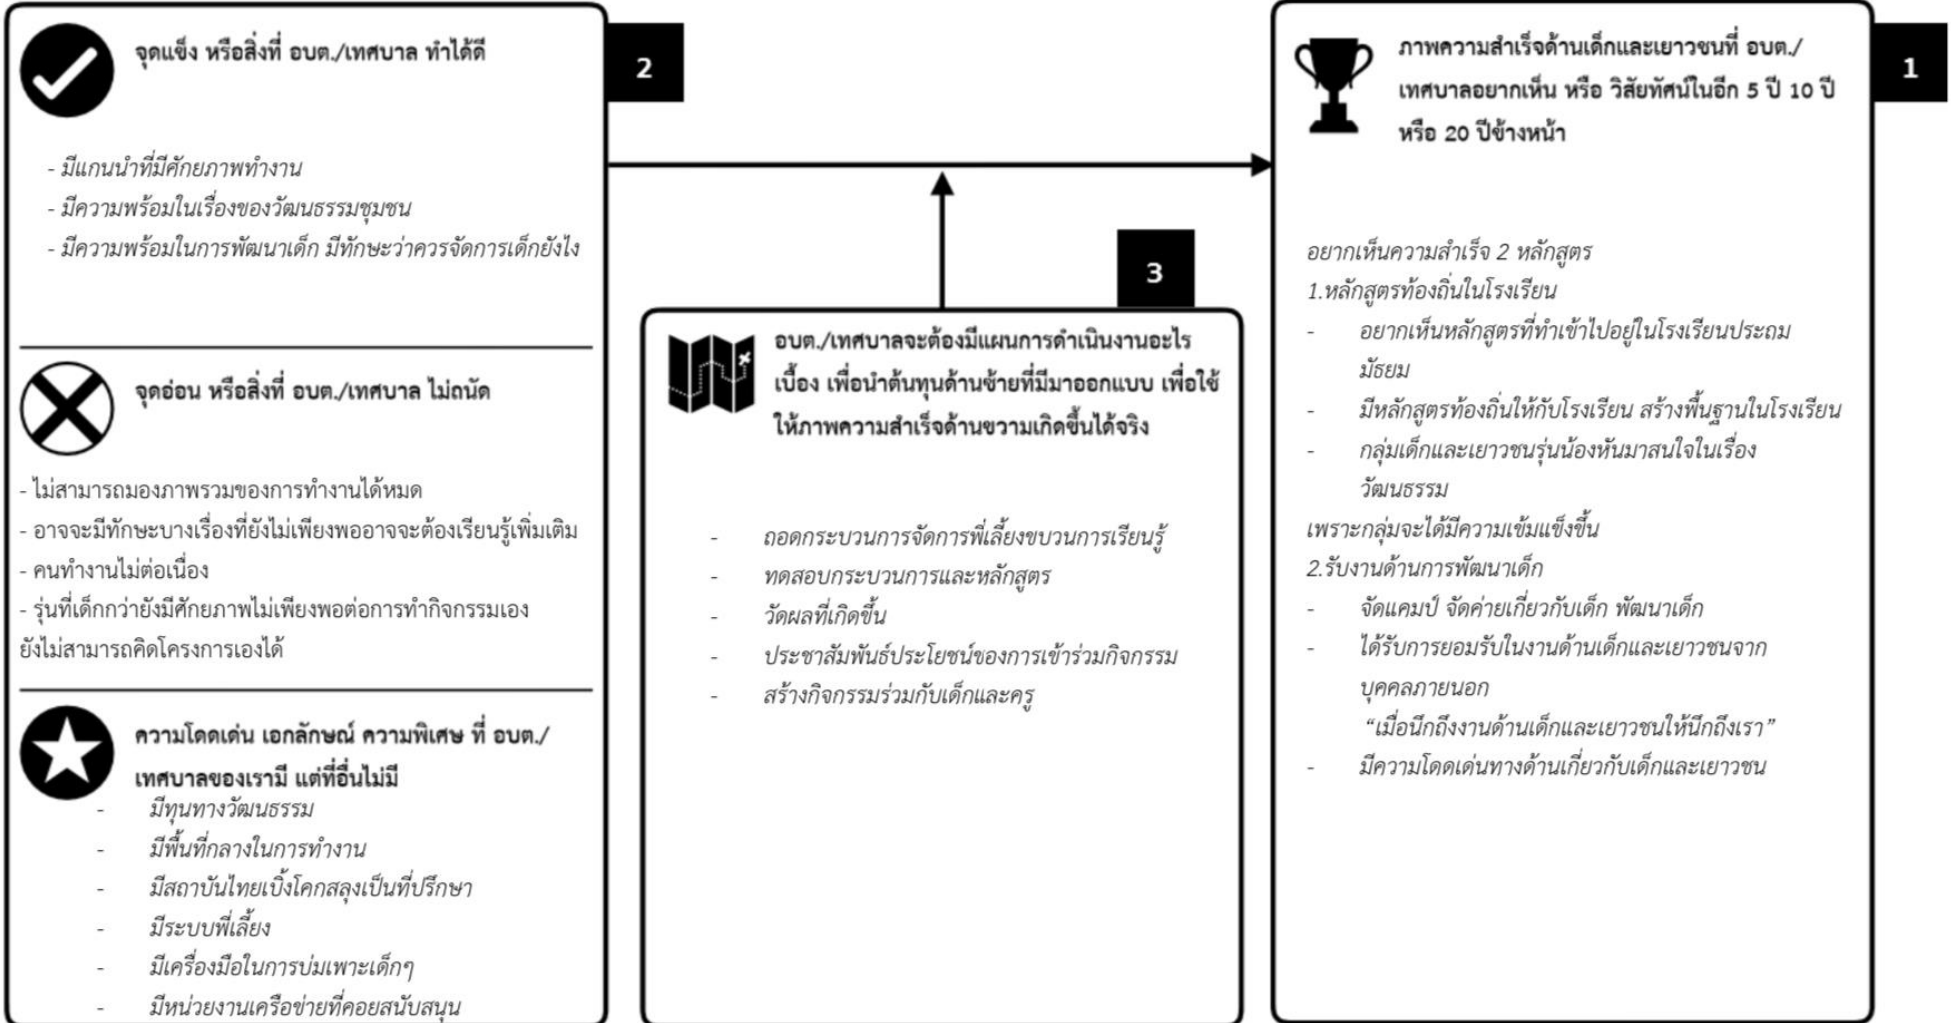 จุดแข็ง หรือสิ่งที่ อบต./เทศบาล ทำได้ดี
2
- มีแกนนำที่มีศักยภาพทำงาน
- มีความพร้อมในเรื่องของวัฒนธรรมชุมชน
- มีความพร้อมในการพัฒนาเด็ก มีทักษะว่าควรจัดการเด็กยังไง
จุดอ่อน หรือสิ่งที่ อบต./เทศบาล ไม่ถนัด
- ไม่สามารถมองภาพรวมของการทำงานได้หมด
- อาจจะมีทักษะบางเรื่องที่ยังไม่เพียงพออาจจะต้องเรียนรู้เพิ่มเติม
- คนทำงานไม่ต่อเนื่อง
- รุ่นที่เด็กกว่ายังมีศักยภาพไม่เพียงพอต่อการทำกิจกรรมเอง
ยังไม่สามารถคิดโครงการเองได้
ความโดดเด่น เอกลักษณ์ ความพิเศษ ที่ อบต./
เทศบาลของเรามี แต่ที่อื่นไม่มี
- มีทุนทางวัฒนธรรม
- มีพื้นที่กลางในการทำงาน
- มีสถาบันไทยเบิ้งโคกสลุงเป็นที่ปรึกษา
- มีระบบพี่เลี้ยง
- มีเครื่องมือในการบ่มเพาะเด็กๆ
- มีหน่วยงานเครือข่ายที่คอยสนับสนุน
3
อบต./เทศบาลจะต้องมีแผนการดำเนินงานอะไร
เบื้อง เพื่อนำต้นทุนด้านซ้ายที่มีมาออกแบบ เพื่อใช้
ให้ภาพความสำเร็จด้านขวามเกิดขึ้นได้จริง
- ถอดกระบวนการจัดการพี่เลี้ยงขบวนการเรียนรู้
- ทดสอบกระบวนการและหลักสูตร
- วัดผลที่เกิดขึ้น
- ประชาสัมพันธ์ประโยชน์ของการเข้าร่วมกิจกรรม
- สร้างกิจกรรมร่วมกับเด็กและครู
ภาพความสำเร็จด้านเด็กและเยาวชนที่ อบต./
เทศบาลอยากเห็น หรือ วิสัยทัศน์ในอีก 5 ปี 10 ปี
หรือ 20 ปีข้างหน้า
1
อยากเห็นความสำเร็จ 2 หลักสูตร
1.หลักสูตรท้องถิ่นในโรงเรียน
- อยากเห็นหลักสูตรที่ทำเข้าไปอยู่ในโรงเรียนประถม
มัธยม
- มีหลักสูตรท้องถิ่นให้กับโรงเรียน สร้างพื้นฐานในโรงเรียน
- กลุ่มเด็กและเยาวชนรุ่นน้องหันมาสนใจในเรื่อง
วัฒนธรรม
เพราะกลุ่มจะได้มีความเข้มแข็งขึ้น
2.รับงานด้านการพัฒนาเด็ก
- จัดแคมป์ จัดค่ายเกี่ยวกับเด็ก พัฒนาเด็ก
- ได้รับการยอมรับในงานด้านเด็กและเยาวชนจาก
บุคคลภายนอก
“เมื่อนึกถึงงานด้านเด็กและเยาวชนให้นึกถึงเรา”
- มีความโดดเด่นทางด้านเกี่ยวกับเด็กและเยาวชน